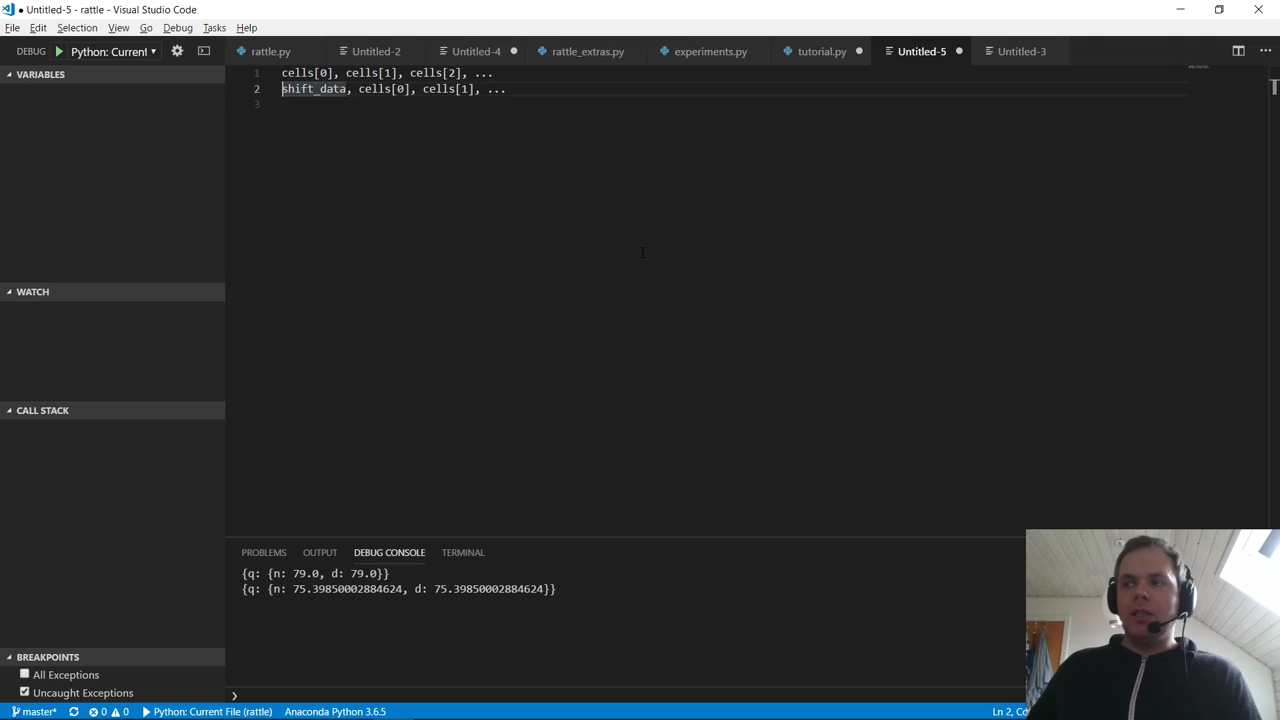 ● Untitled-5 - rattle - Visual Studio Code
File Edit Selection View Go Debug Tasks Help
DEBUG Python: Current
rattle.py Untitled-2 Untitled-4 rattle_extras.py experiments.py tutorial.py Untitled-5 Untitled-3
VARIABLES
1 cells[0], cells[1], cells[2], ...
2 shift_data, cells[0], cells[1], ...
3
WATCH
CALL STACK
PROBLEMS OUTPUT DEBUG CONSOLE TERMINAL
{q: {n: 79.0, d: 79.0}}
{q: {n: 75.39850002884624, d: 75.39850002884624}}
BREAKPOINTS
All Exceptions
Uncaught Exceptions
master* 0 0 Python: Current File (rattle) Anaconda Python 3.6.5 Ln 2,